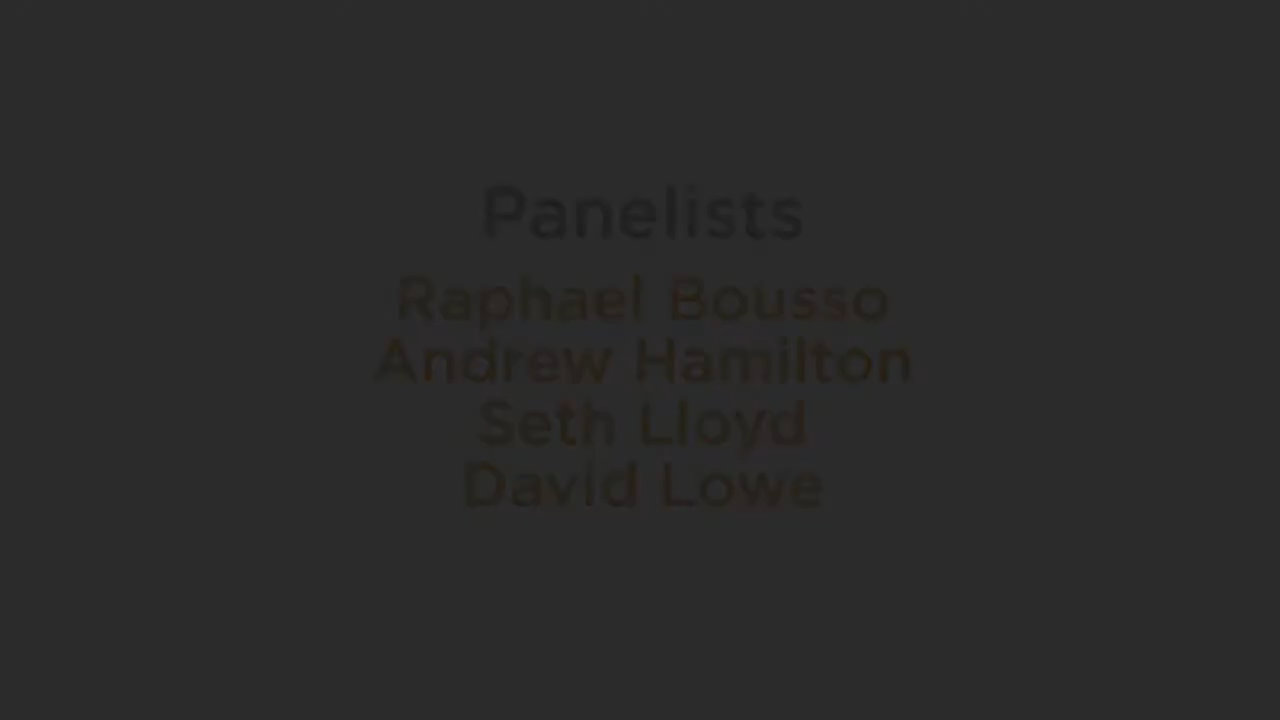 Panelists
Raphael Bousso
Andrew Hamilton
Seth Lloyd
David Lowe